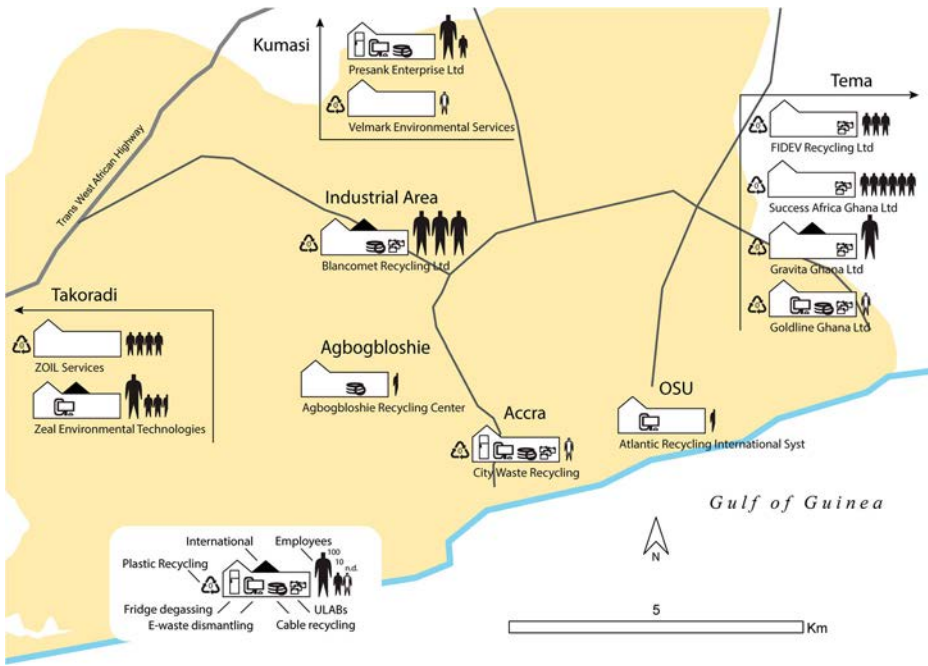 Kumasi
Presank Enterprise Ltd
Velmark Environmental Services
Tema
FIDEV Recycling Ltd
Success Africa Ghana Ltd
Gravita Ghana Ltd
Goldline Ghana Ltd
Trans West African Highway
Industrial Area
Blancomet Recycling Ltd
Takoradi
ZOIL Services
Zeal Environmental Technologies
Agbogbloshie
Agbogbloshie Recycling Center
Accra
City Waste Recycling
OSU
Atlantic Recycling International Syst
Gulf of Guinea
N
5
Km
International
Employees
100
10
n.d.
Plastic Recycling
Fridge degassing
ULABs
E-waste dismantling
Cable recycling